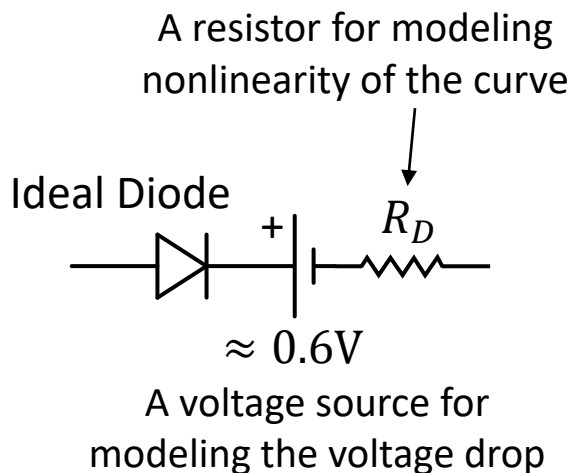 A resistor for modeling
nonlinearity of the curve
Ideal Diode
+
R_D
≈ 0.6V
A voltage source for
modeling the voltage drop